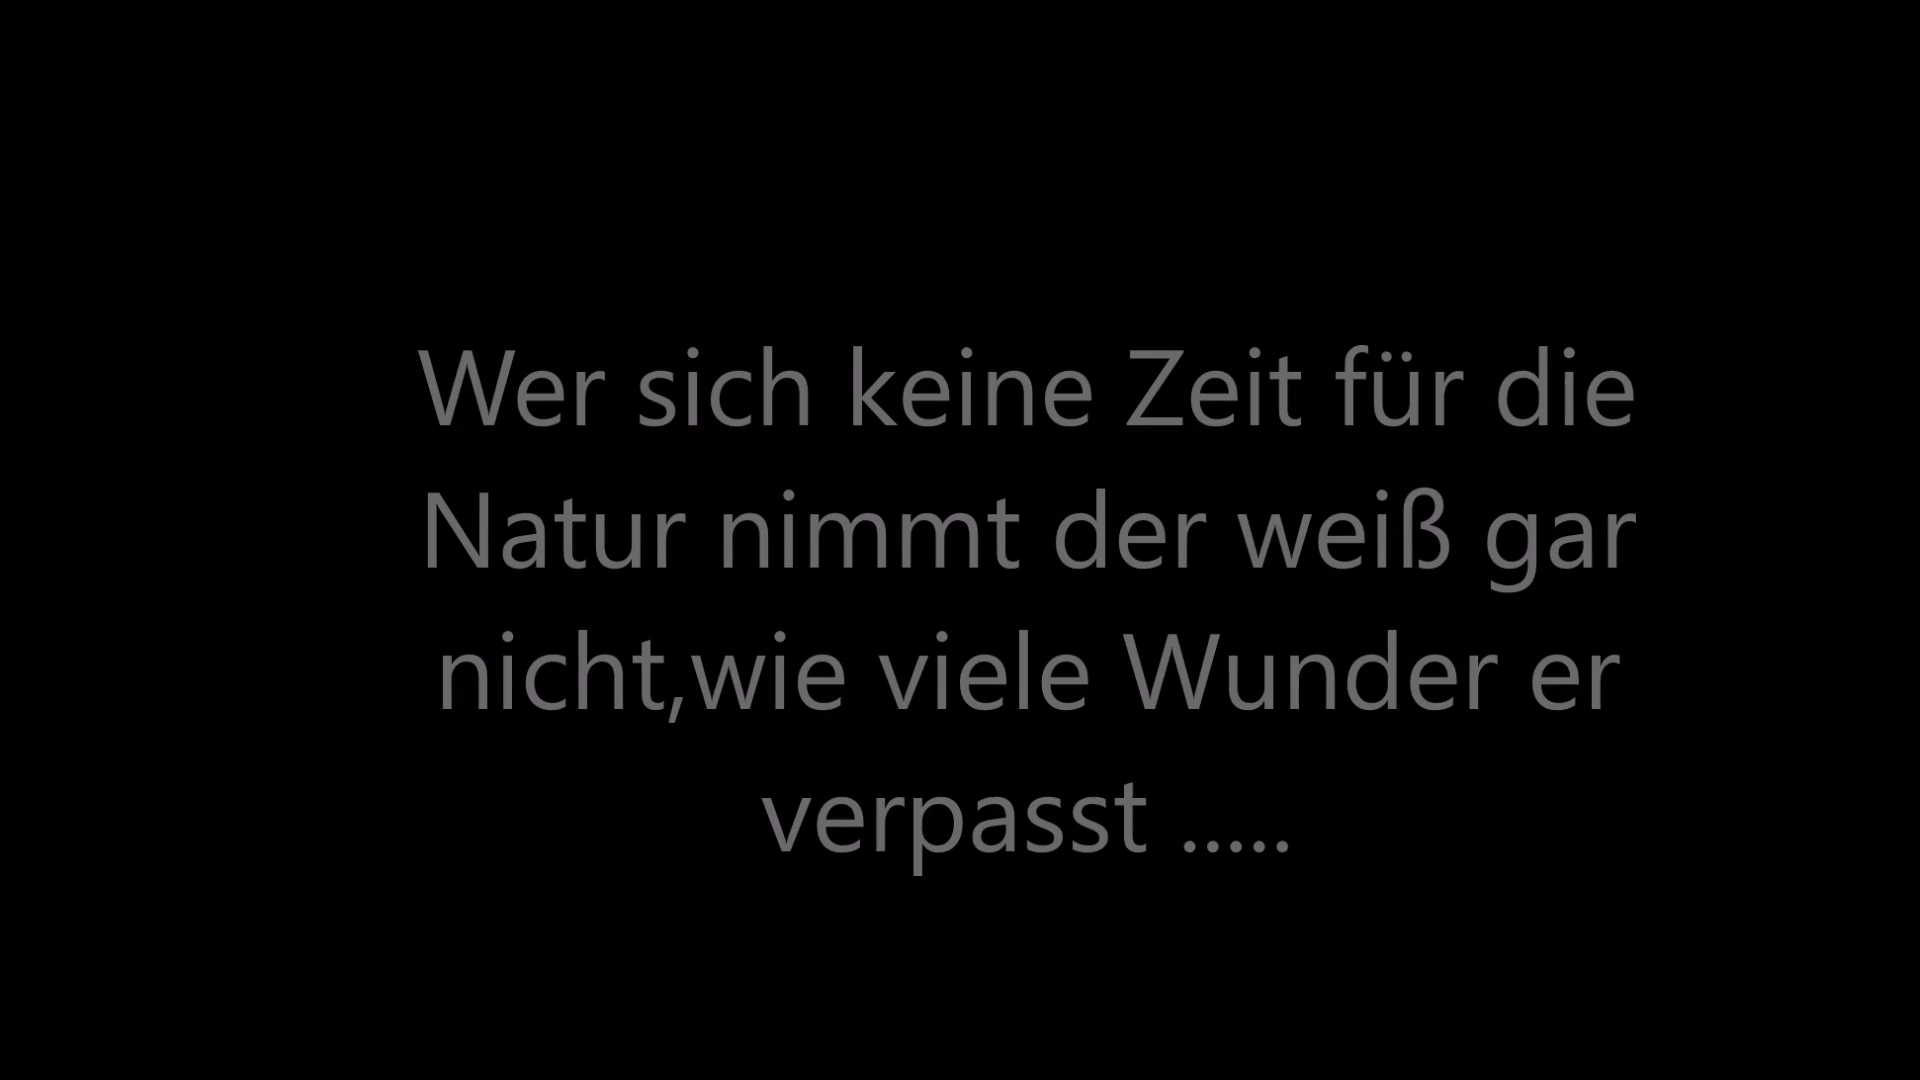 Wer sich keine Zeit für die
Natur nimmt der weiß gar
nicht,wie viele Wunder er
verpasst .....